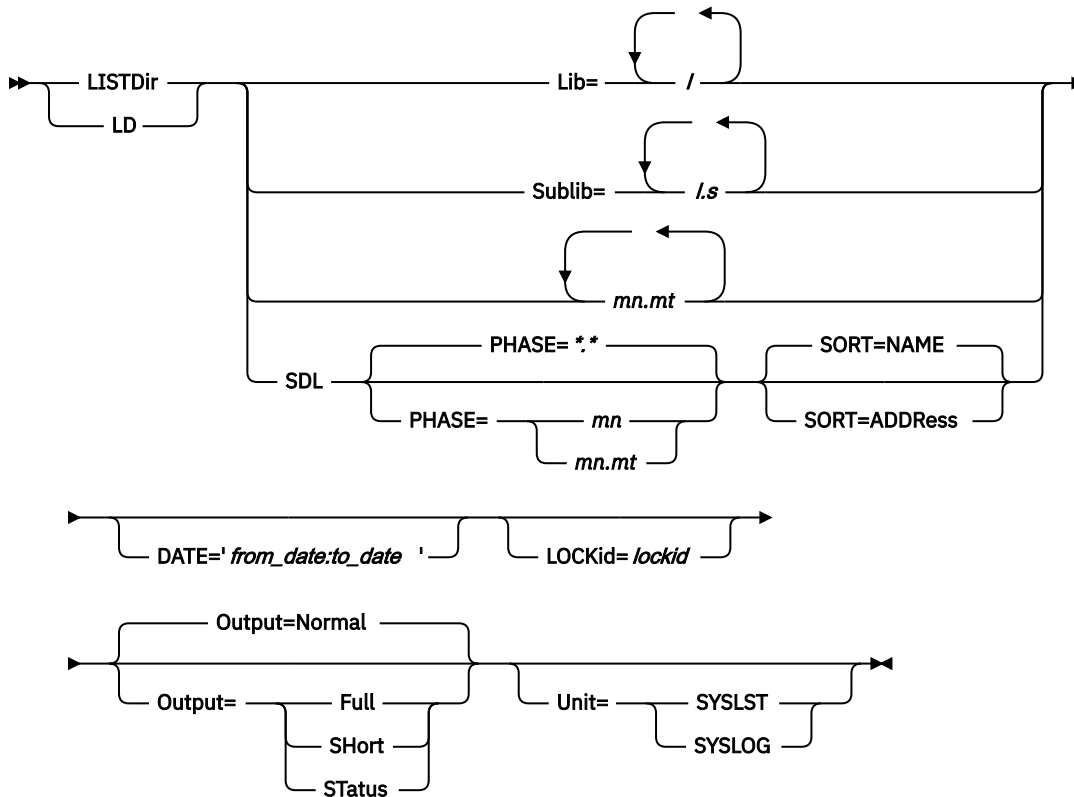 LISTDir Lib= l
LD
Sublib= l.s
mn.mt
PHASE= *.* SORT=NAME
SDL
PHASE= mn SORT=ADDRess
mn.mt
DATE=' from_date:to_date ' LOCKid= lockid
Output=Normal
Output= Full Unit= SYSLST
SHort SYSLOG
STatus